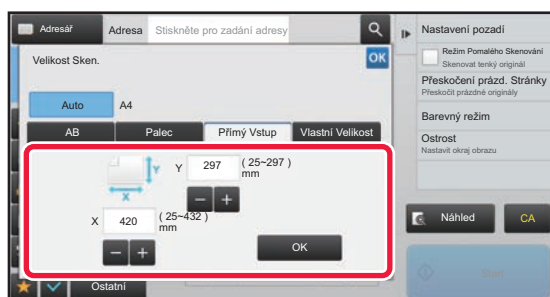 Adresář
Adresa
Stiskněte pro zadání adresy
Velikost Sken.
OK
Auto
A4
AB
Palec
Přímý Vstup
Vlastní Velikost
Y
X
Y 297 ( 25~297 )
mm
− +
X 420 ( 25~432 )
mm
− +
OK
Ostatní
Nastavení pozadí
Režim Pomalého Skenování
Skenovat tenký originál
Přeskočení prázd. Stránky
Přeskočit prázdné originály
Barevný režim
Ostrost
Nastavit okraj obrazu
Náhled
CA
Start